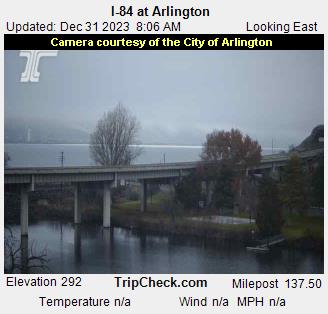 I-84 at Arlington
Updated: Dec 31 2023 8:06 AM Looking East
Camera courtesy of the City of Arlington
Elevation 292 TripCheck.com Milepost 137.50
Temperature n/a Wind n/a MPH n/a